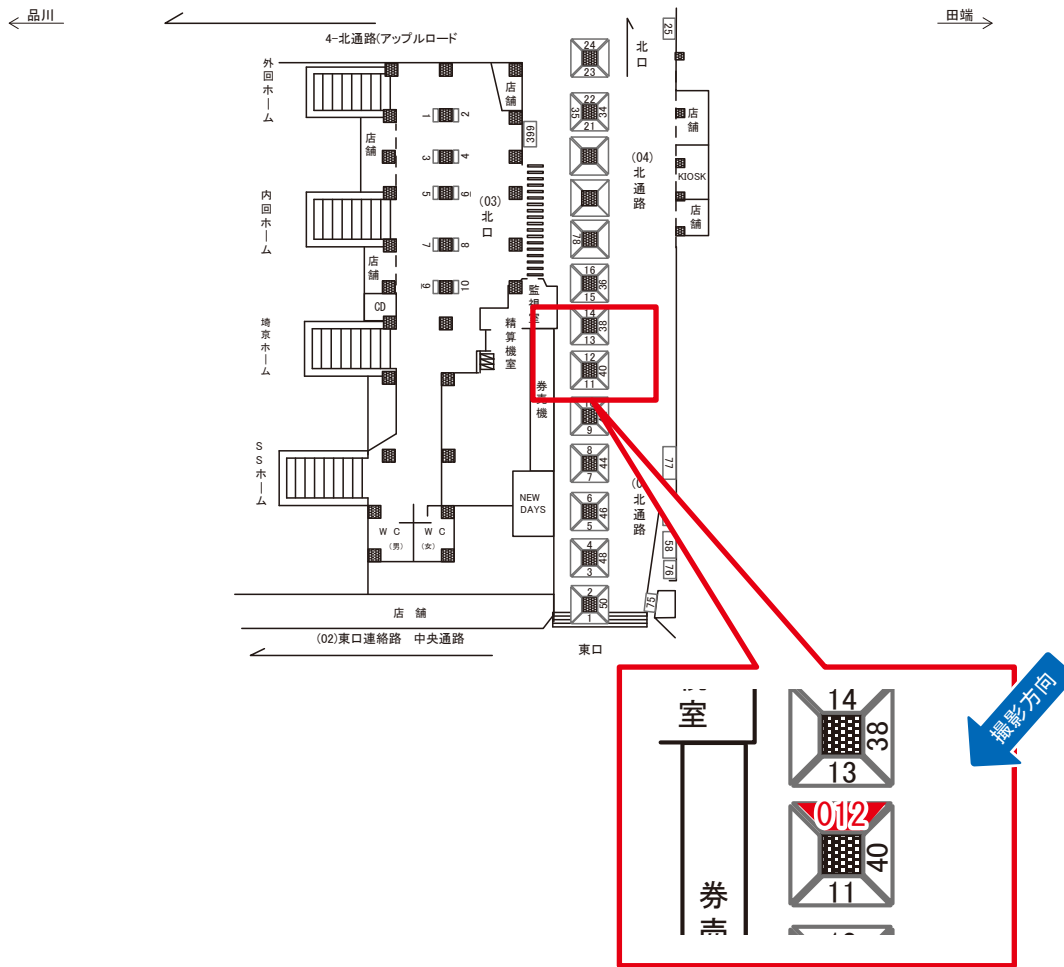 品川
田端
4-北通路(アップルロード
北口
25
外回ホーム
店舗
1
2
399
店舗
3
4
内回ホーム
5
6
(03)
北口
7
8
店舗
9
10
CD
埼京ホーム
監視室
精算機室
券売機
SSホーム
NEW
DAYS
WC
(男)
WC
(女)
店舗
(02)東口連絡路 中央通路
24
23
22
35
34
21
78
16
36
15
14
38
13
12
40
11
9
8
44
7
6
46
5
4
48
3
2
50
1
東口
(04)
北通路
店舗
KIOSK
店舗
北通路
77
58
76
75
撮影方向
室
券
14
38
13
012
40
11